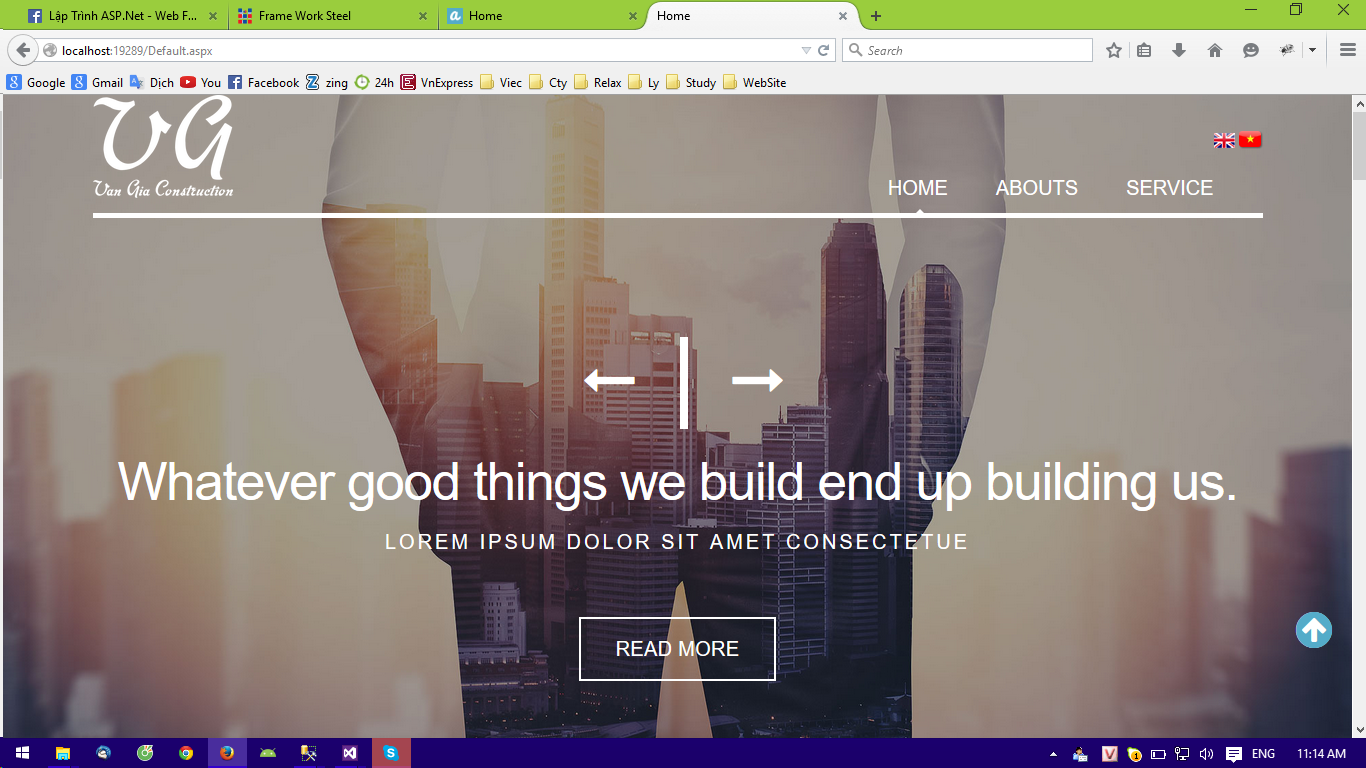 Lập Trình ASP.Net - Web F...
Frame Work Steel
Home
Home
localhost:19289/Default.aspx
Search
Google Gmail Dịch You Facebook zing 24h VnExpress Viec Cty Relax Ly Study WebSite
VG
Van Gia Construction
HOME ABOUTS SERVICE
Whatever good things we build end up building us.
LOREM IPSUM DOLOR SIT AMET CONSECTETUE
READ MORE
ENG 11:14 AM